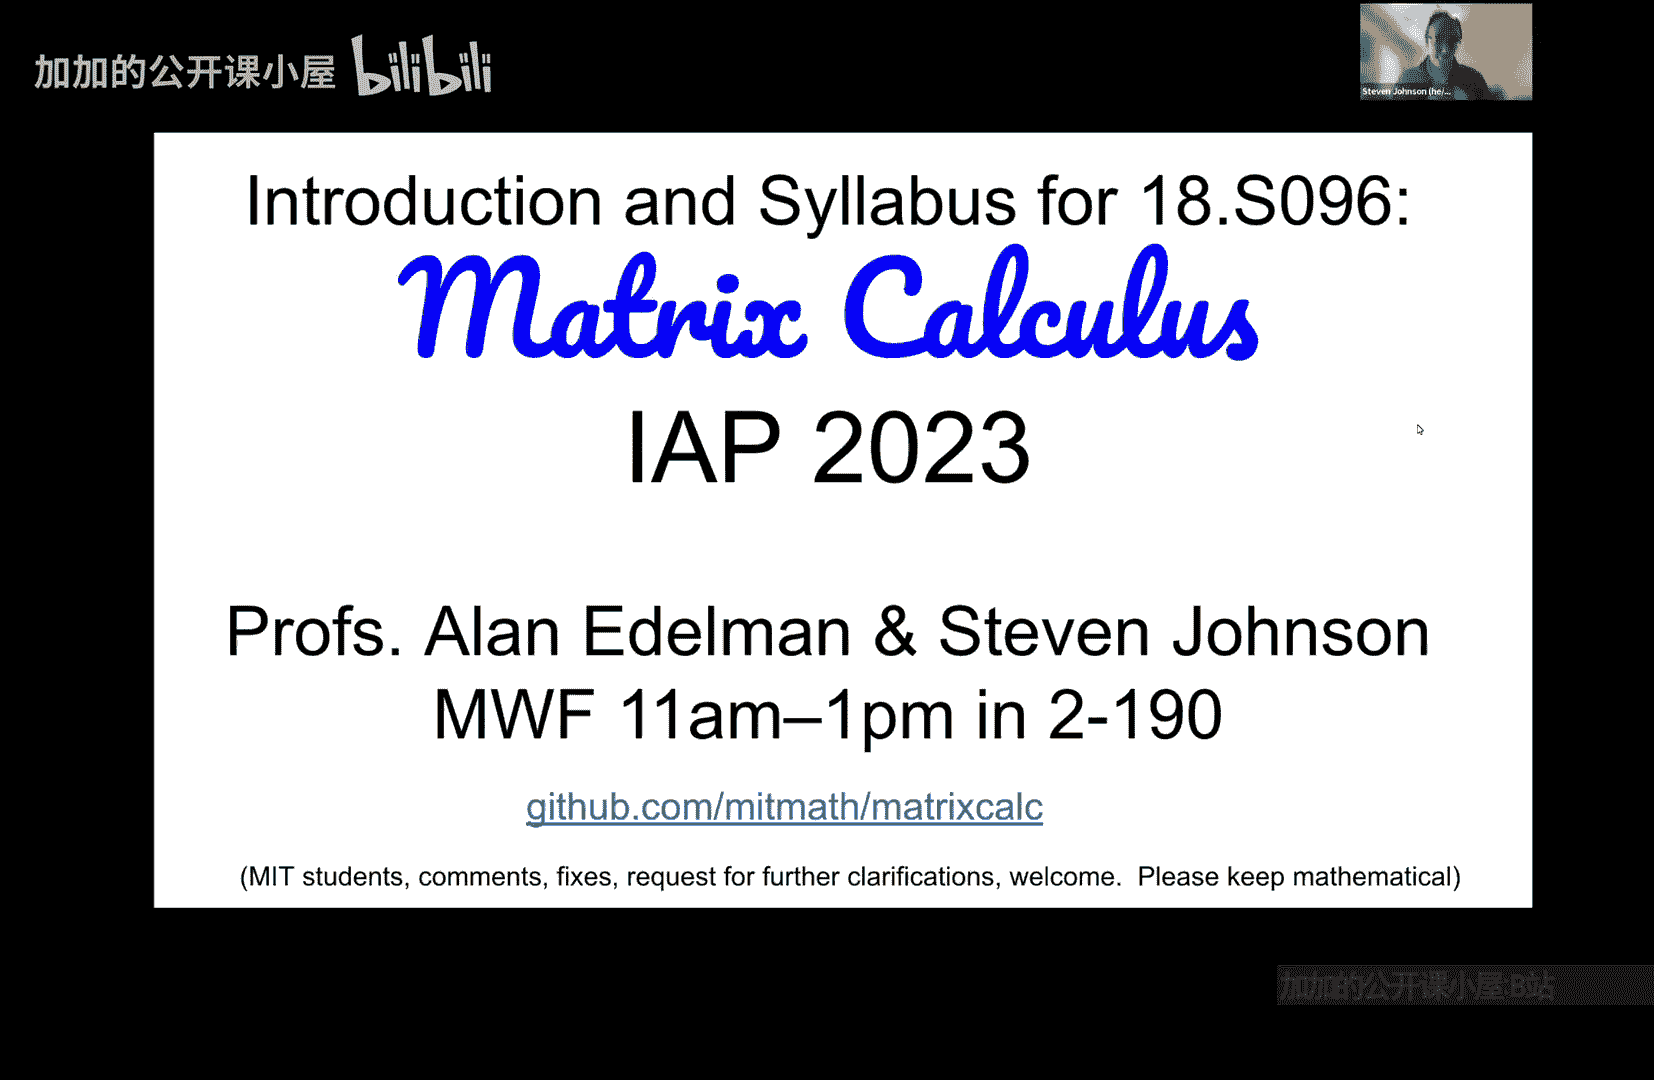 加加的公开课小屋 bilibili
Steven Johnson (he/...
Introduction and Syllabus for 18.S096:
Matrix Calculus
IAP 2023
Profs. Alan Edelman & Steven Johnson
MWF 11am–1pm in 2-190
github.com/mitmath/matrixcalc
(MIT students, comments, fixes, request for further clarifications, welcome.  Please keep mathematical)
加加的公开课小屋B站